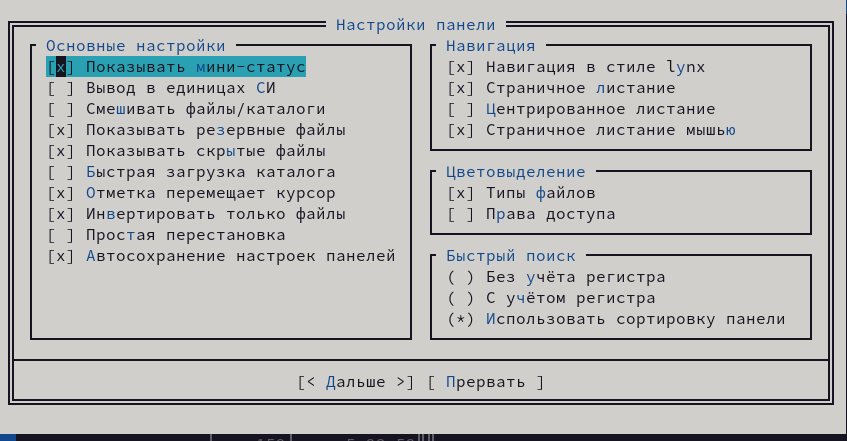 Настройки панели
Основные настройки
[x] Показывать мини-статус
[ ] Вывод в единицах СИ
[ ] Смешивать файлы/каталоги
[x] Показывать резервные файлы
[x] Показывать скрытые файлы
[ ] Быстрая загрузка каталога
[x] Отметка перемещает курсор
[x] Инвертировать только файлы
[ ] Простая перестановка
[x] Автосохранение настроек панелей
Навигация
[x] Навигация в стиле lynx
[x] Страничное листание
[ ] Центрированное листание
[x] Страничное листание мышью
Цветовыделение
[x] Типы файлов
[ ] Права доступа
Быстрый поиск
( ) Без учёта регистра
( ) С учётом регистра
(*) Использовать сортировку панели
[< Дальше >] [ Прервать ]